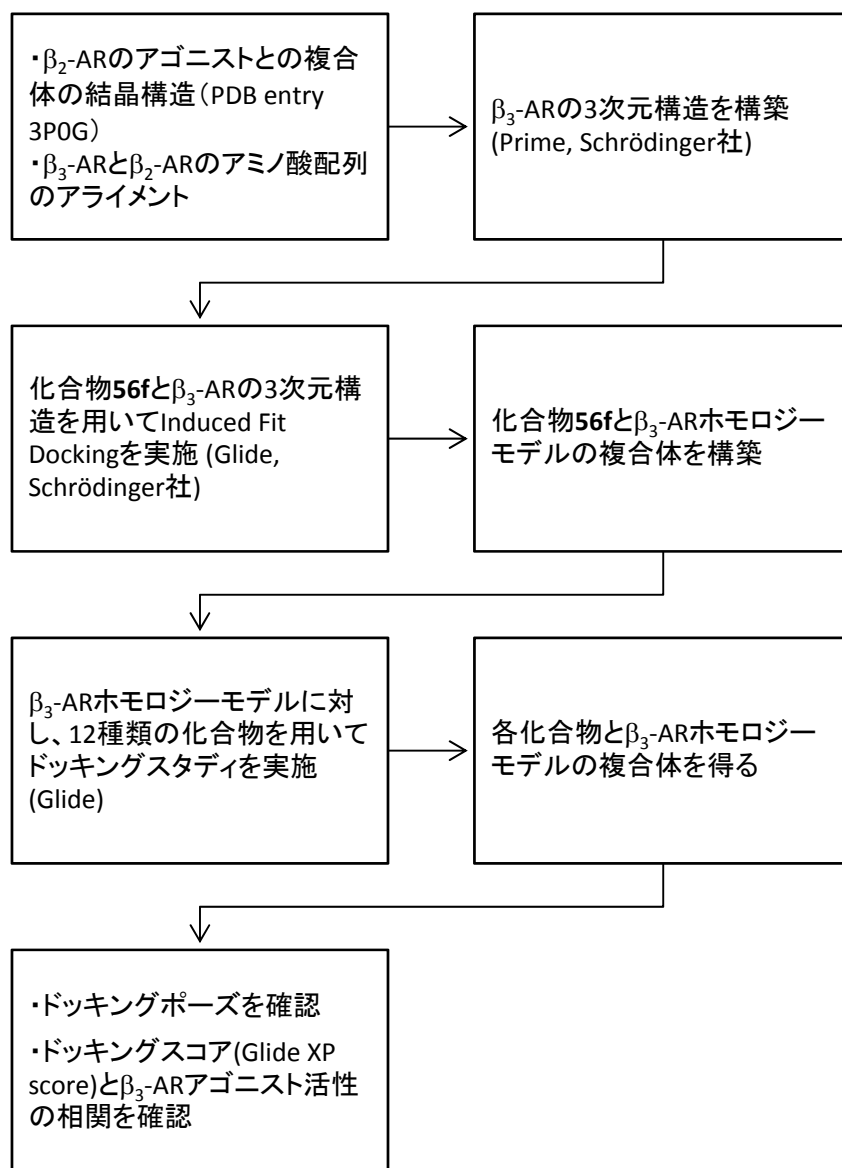 ・β₂-ARのアゴニストとの複合
体の結晶構造（PDB entry
3P0G）
・β₃-ARとβ₂-ARのアミノ酸配列
のアライメント
β₃-ARの3次元構造を構築
(Prime, Schrödinger社)
化合物56fとβ₃-ARの3次元構
造を用いてInduced Fit
Dockingを実施 (Glide,
Schrödinger社)
化合物56fとβ₃-ARホモロジー
モデルの複合体を構築
β₃-ARホモロジーモデルに対
し、12種類の化合物を用いて
ドッキングスタディを実施
(Glide)
各化合物とβ₃-ARホモロジー
モデルの複合体を得る
・ドッキングポーズを確認
・ドッキングスコア(Glide XP
score)とβ₃-ARアゴニスト活性
の相関を確認